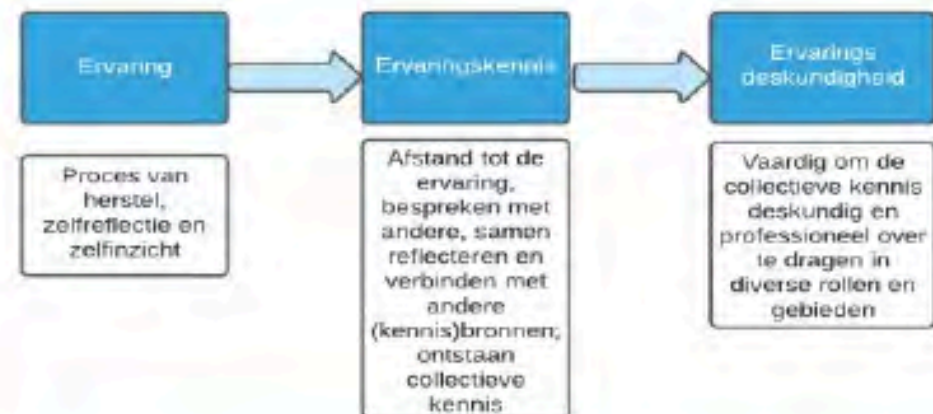 Ervaring
Ervaringskennis
Ervarings
deskundigheid
Proces van
herstel,
zelfreflectie en
zelfinzicht
Afstand tot de
ervaring,
bespreken met
andere, samen
reflecteren en
verbinden met
andere
(kennis)bronnen;
ontstaan
collectieve
kennis
Vaardig om de
collectieve kennis
deskundig en
professioneel over
te dragen in
diverse rollen en
gebieden